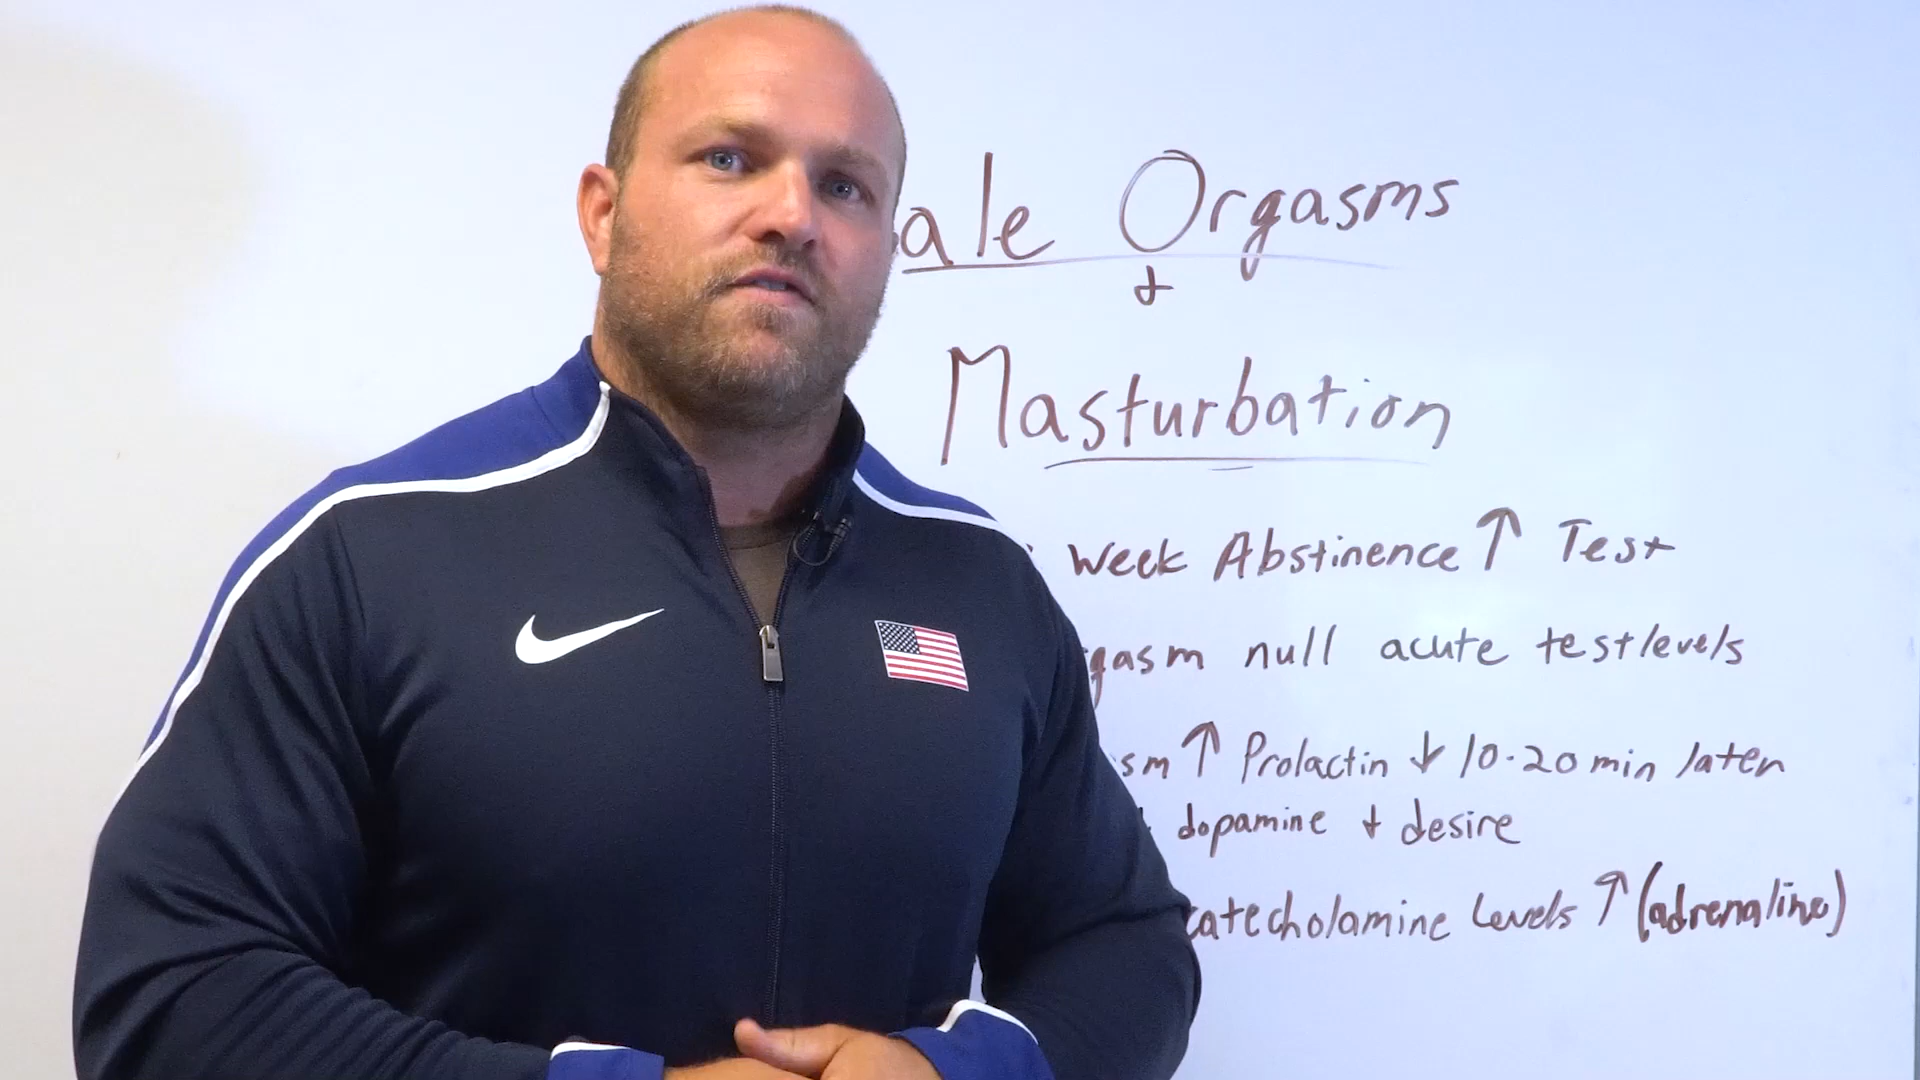 ale Orgasms
+
Masturbation
Week Abstinence ↑ Test
gasm null acute testlevels
sm ↑ Prolactin ↓ 10-20 min later
dopamine + desire
catecholamine Levels ↑ (adrenaline)